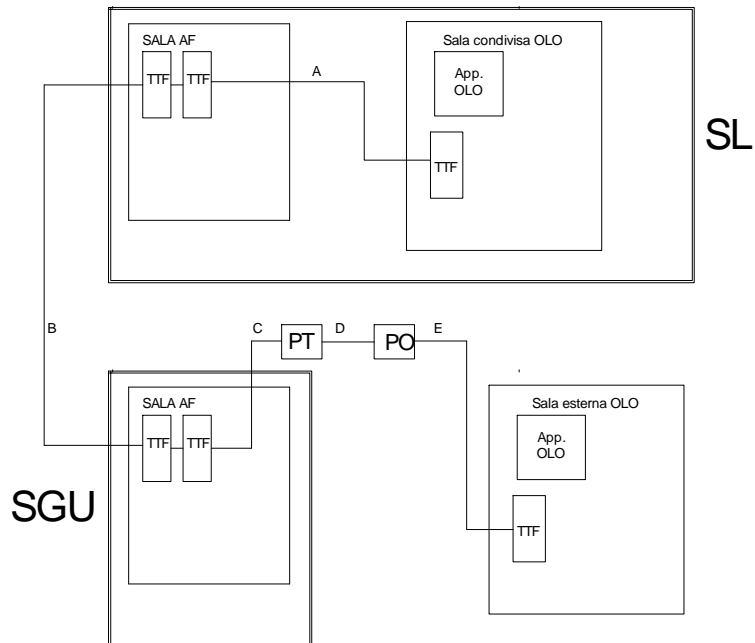 SALA AF
TTF TTF
A
Sala condivisa OLO
App.
OLO
TTF
SL
B
C
PT
D
PO
E
SGU
SALA AF
TTF TTF
Sala esterna OLO
App.
OLO
TTF